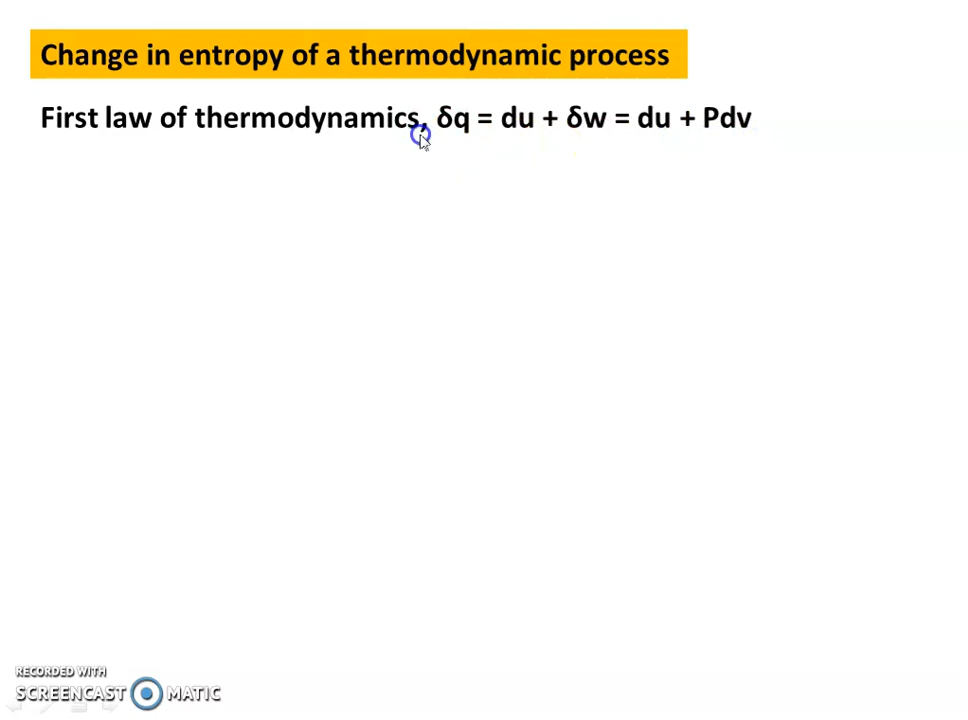 Change in entropy of a thermodynamic process
First law of thermodynamics, δq = du + δw = du + Pdv
RECORDED WITH
SCREENCAST MATIC